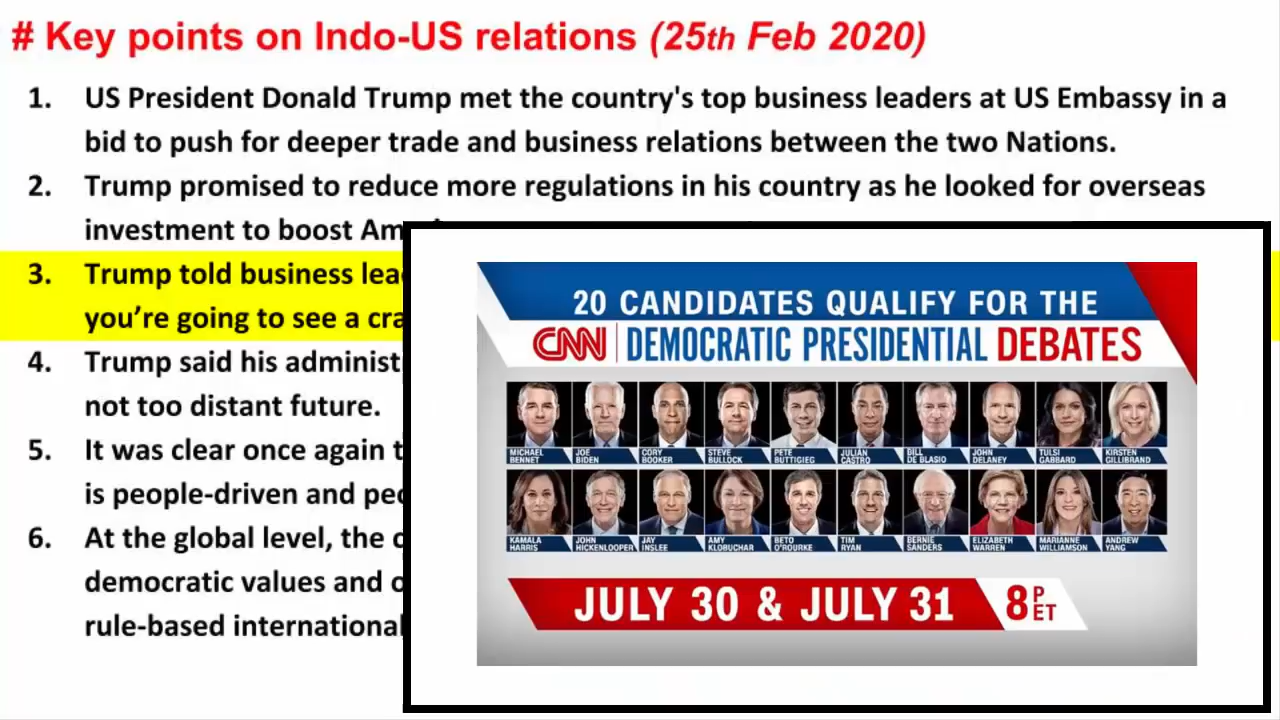 # Key points on Indo-US relations (25th Feb 2020)
1. US President Donald Trump met the country's top business leaders at US Embassy in a
bid to push for deeper trade and business relations between the two Nations.
2. Trump promised to reduce more regulations in his country as he looked for overseas
investment to boost
3. Trump told business
you're going to see a
4. Trump said his
not too distant future.
5. It was clear once again
is people-driven and
6. At the global level, the
democratic values and
rule-based international
20 CANDIDATES QUALIFY FOR THE
CNN | DEMOCRATIC PRESIDENTIAL DEBATES
MICHAEL BENNET
JOE BIDEN
CORY BOOKER
STEVE BULLOCK
PETE BUTTIGIEG
JULIAN CASTRO
BILL DE BLASIO
JOHN DELANEY
TULSI GABBARD
KIRSTEN GILLIBRAND
KAMALA HARRIS
JOHN HICKENLOOPER
JAY INSLEE
AMY KLOBUCHAR
BETO O'ROURKE
TIM RYAN
BERNIE SANDERS
ELIZABETH WARREN
MARIANNE WILLIAMSON
ANDREW YANG
JULY 30 & JULY 31 8 P ET